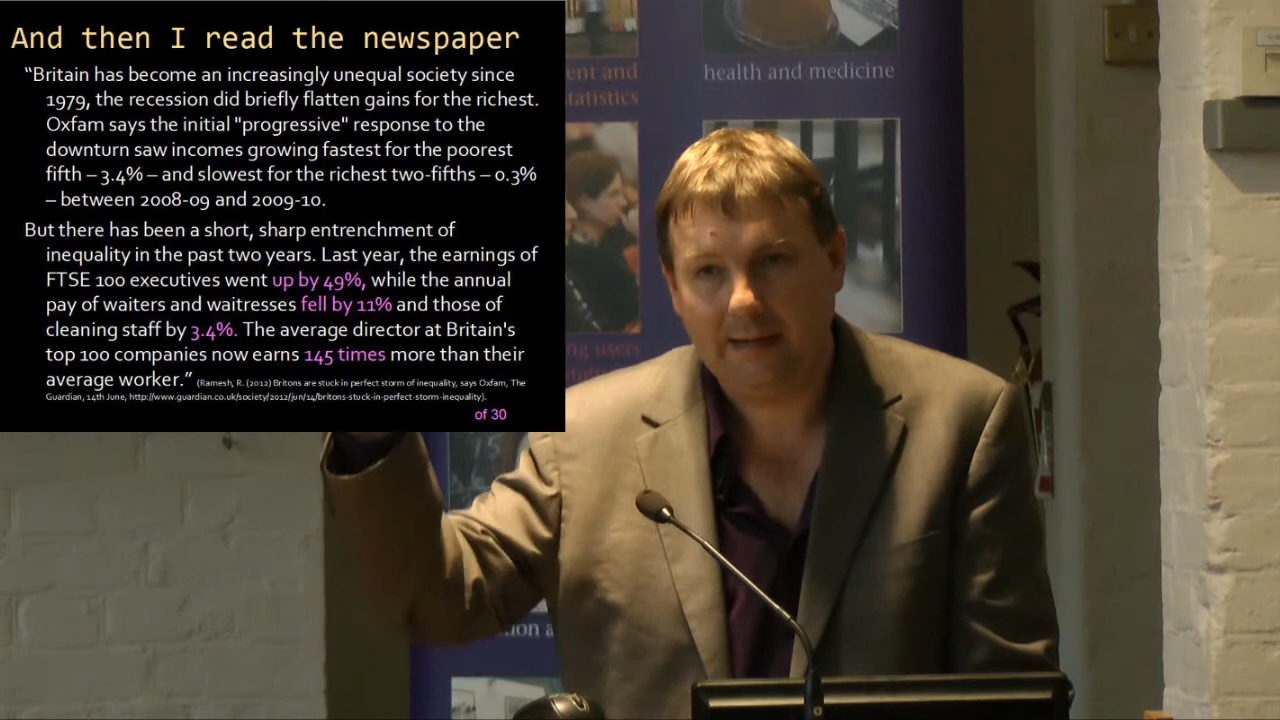 And then I read the newspaper
“Britain has become an increasingly unequal society since
1979, the recession did briefly flatten gains for the richest.
Oxfam says the initial "progressive" response to the
downturn saw incomes growing fastest for the poorest
fifth – 3.4% – and slowest for the richest two-fifths – 0.3%
– between 2008-09 and 2009-10.
But there has been a short, sharp entrenchment of
inequality in the past two years. Last year, the earnings of
FTSE 100 executives went up by 49%, while the annual
pay of waiters and waitresses fell by 11% and those of
cleaning staff by 3.4%. The average director at Britain's
top 100 companies now earns 145 times more than their
average worker.” (Ramesh, R. (2012) Britons are stuck in perfect storm of inequality, says Oxfam, The
Guardian, 14th June, http://www.guardian.co.uk/society/2012/jun/14/britons-stuck-in-perfect-storm-inequality).
of 30
ent and
tatistics
health and medicine
ng users